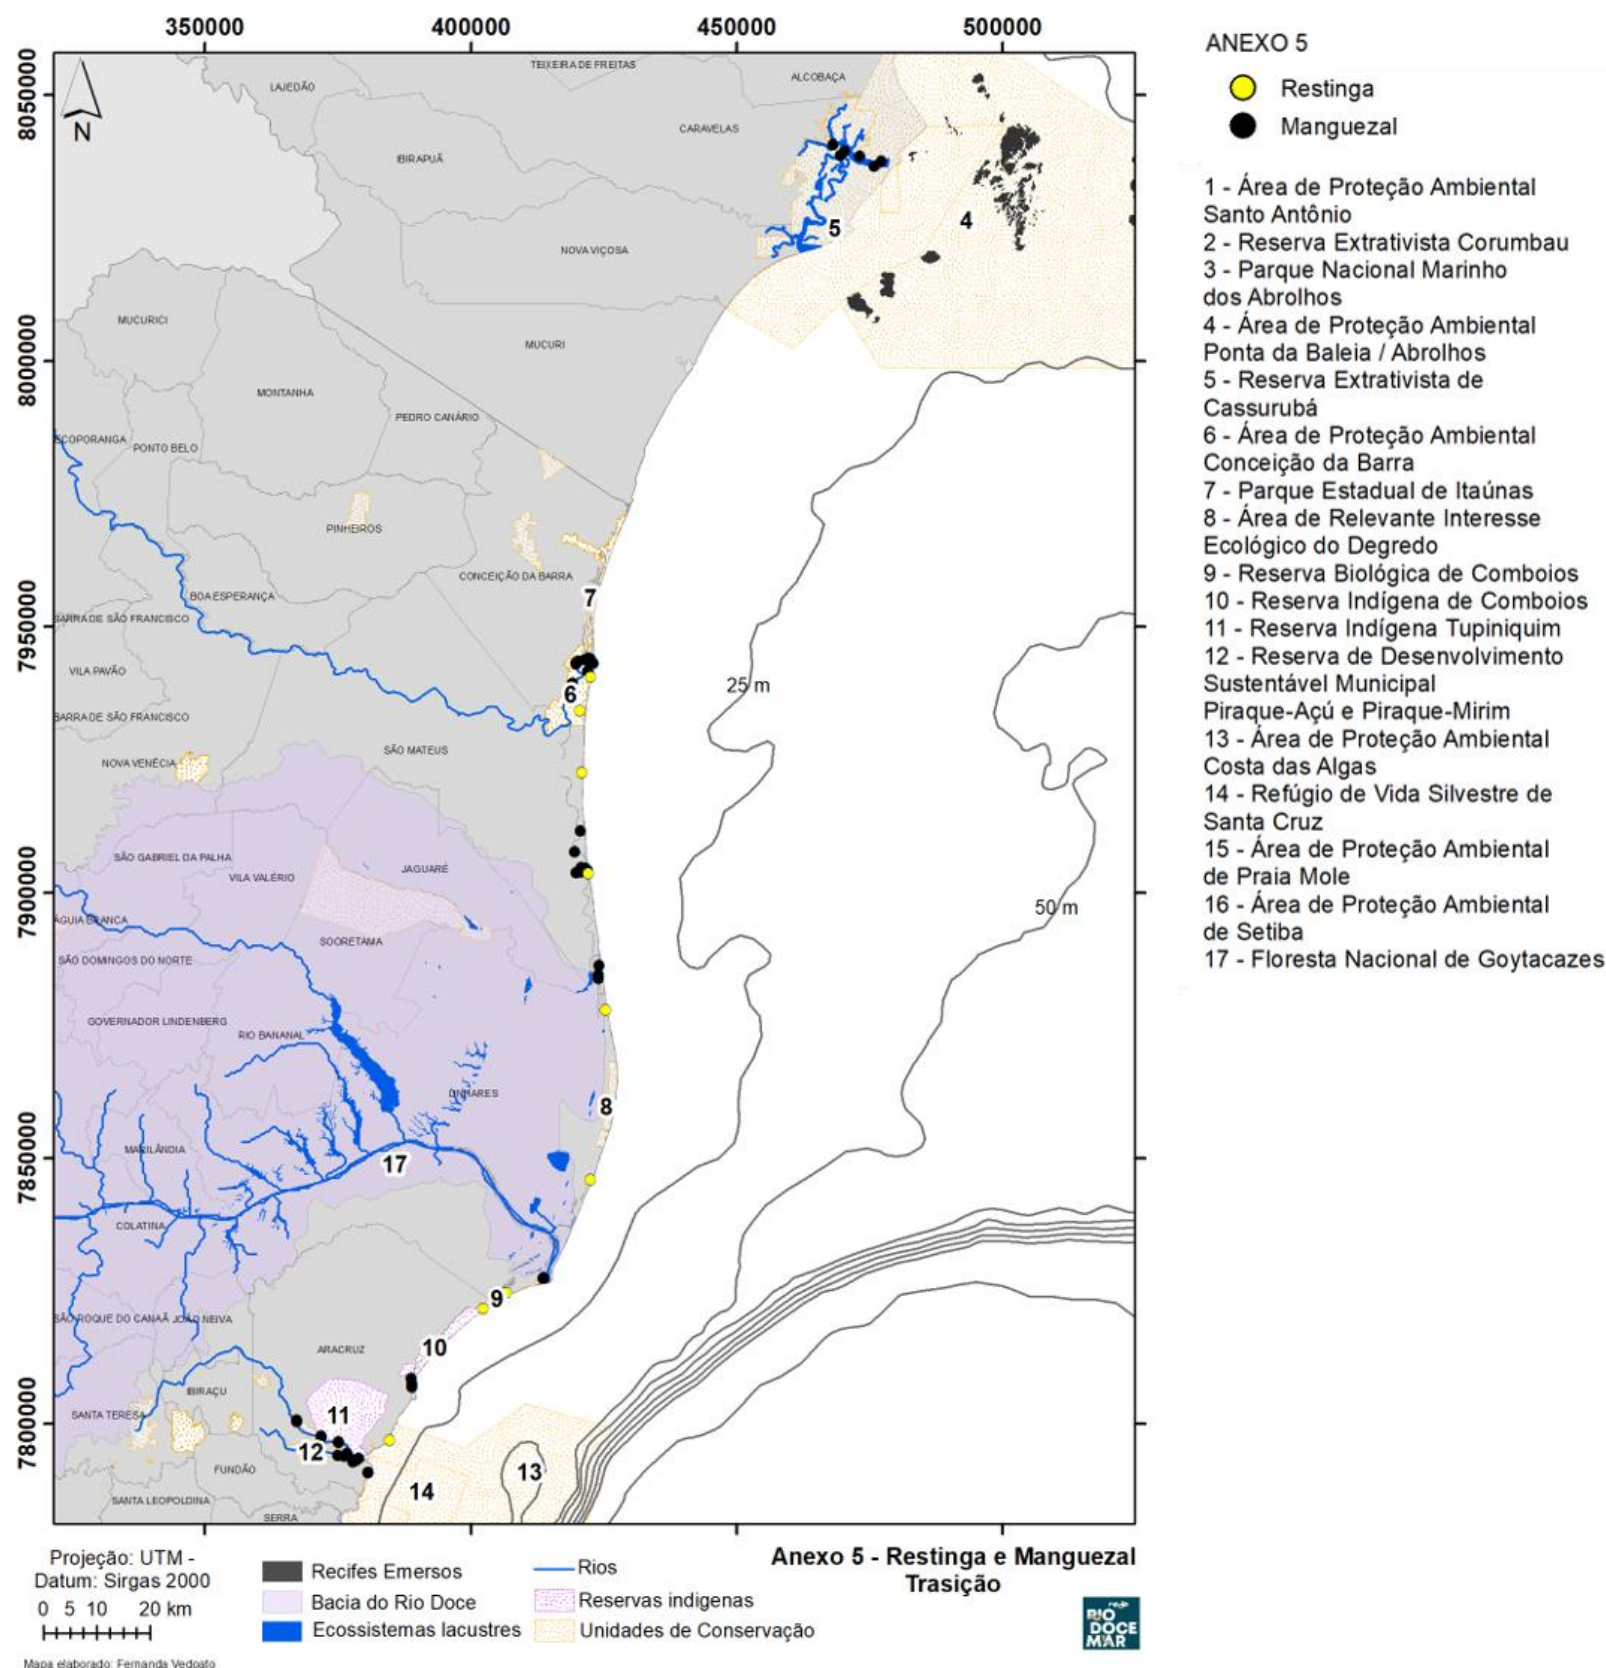 350000 400000 450000 500000
8050000
8000000
7950000
7900000
7850000
7800000
N
LAJEDÃO
TEIXEIRA DE FREITAS
ALCOBAÇA
CARAVELAS
IBIRAPUÃ
NOVA VIÇOSA
5
4
MUCURICI
MUCURI
MONTANHA
PEDRO CANÁRIO
ECOPORANGA
PONTO BELO
PINHEIROS
CONCEIÇÃO DA BARRA
7
BOA ESPERANÇA
BARRA DE SÃO FRANCISCO
VILA PAVÃO
25 m
6
BARRA DE SÃO FRANCISCO
SÃO MATEUS
NOVA VENÉCIA
SÃO GABRIEL DA PALHA
JAGUARÉ
VILA VALÉRIO
50 m
ÁGUIA BRANCA
SOORETAMA
SÃO DOMINGOS DO NORTE
GOVERNADOR LINDENBERG
RIO BANANAL
LINHARES
8
MARILÂNDIA
17
COLATINA
9
SÃO ROQUE DO CANAÃ
JOÃO NEIVA
10
ARACRUZ
IBIRAÇU
11
SANTA TERESA
12
FUNDÃO
13
14
SANTA LEOPOLDINA
SERRA
ANEXO 5
Restinga
Manguezal
1 - Área de Proteção Ambiental
Santo Antônio
2 - Reserva Extrativista Corumbau
3 - Parque Nacional Marinho
dos Abrolhos
4 - Área de Proteção Ambiental
Ponta da Baleia / Abrolhos
5 - Reserva Extrativista de
Cassurubá
6 - Área de Proteção Ambiental
Conceição da Barra
7 - Parque Estadual de Itaúnas
8 - Área de Relevante Interesse
Ecológico do Degredo
9 - Reserva Biológica de Comboios
10 - Reserva Indígena de Comboios
11 - Reserva Indígena Tupiniquim
12 - Reserva de Desenvolvimento
Sustentável Municipal
Piraque-Açú e Piraque-Mirim
13 - Área de Proteção Ambiental
Costa das Algas
14 - Refúgio de Vida Silvestre de
Santa Cruz
15 - Área de Proteção Ambiental
de Praia Mole
16 - Área de Proteção Ambiental
de Setiba
17 - Floresta Nacional de Goytacazes
Projeção: UTM -
Datum: Sirgas 2000
0 5 10 20 km
Mapa elaborado: Fernanda Vedoato
Recifes Emersos
Bacia do Rio Doce
Ecossistemas lacustres
Rios
Reservas indigenas
Unidades de Conservação
Anexo 5 - Restinga e Manguezal
Trasição
rede
RIO
DOCE
MAR